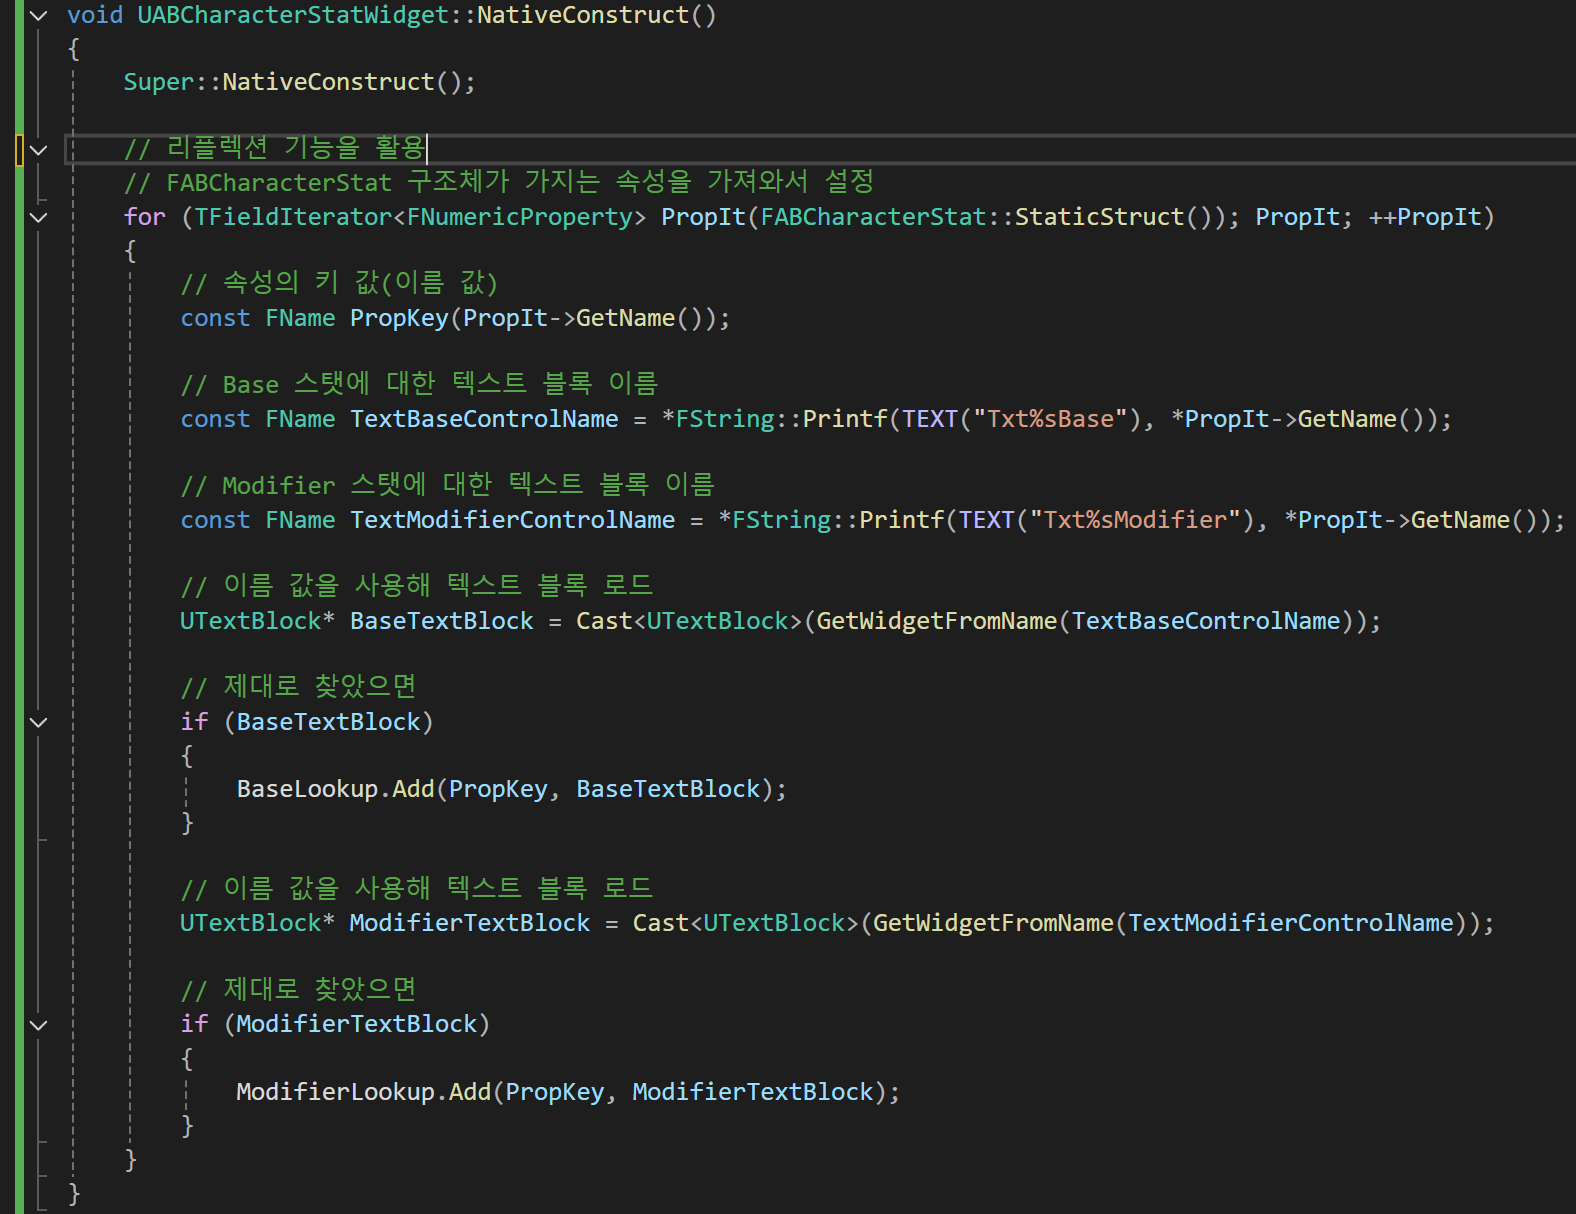 void UABCharacterStatWidget::NativeConstruct()
{
    Super::NativeConstruct();

    // 리플렉션 기능을 활용
    // FABCharacterStat 구조체가 가지는 속성을 가져와서 설정
    for (TFieldIterator<FNumericProperty> PropIt(FABCharacterStat::StaticStruct()); PropIt; ++PropIt)
    {
        // 속성의 키 값(이름 값)
        const FName PropKey(PropIt->GetName());

        // Base 스탯에 대한 텍스트 블록 이름
        const FName TextBaseControlName = *FString::Printf(TEXT("Txt%sBase"), *PropIt->GetName());

        // Modifier 스탯에 대한 텍스트 블록 이름
        const FName TextModifierControlName = *FString::Printf(TEXT("Txt%sModifier"), *PropIt->GetName());

        // 이름 값을 사용해 텍스트 블록 로드
        UTextBlock* BaseTextBlock = Cast<UTextBlock>(GetWidgetFromName(TextBaseControlName));

        // 제대로 찾았으면
        if (BaseTextBlock)
        {
            BaseLookup.Add(PropKey, BaseTextBlock);
        }

        // 이름 값을 사용해 텍스트 블록 로드
        UTextBlock* ModifierTextBlock = Cast<UTextBlock>(GetWidgetFromName(TextModifierControlName));

        // 제대로 찾았으면
        if (ModifierTextBlock)
        {
            ModifierLookup.Add(PropKey, ModifierTextBlock);
        }
    }
}